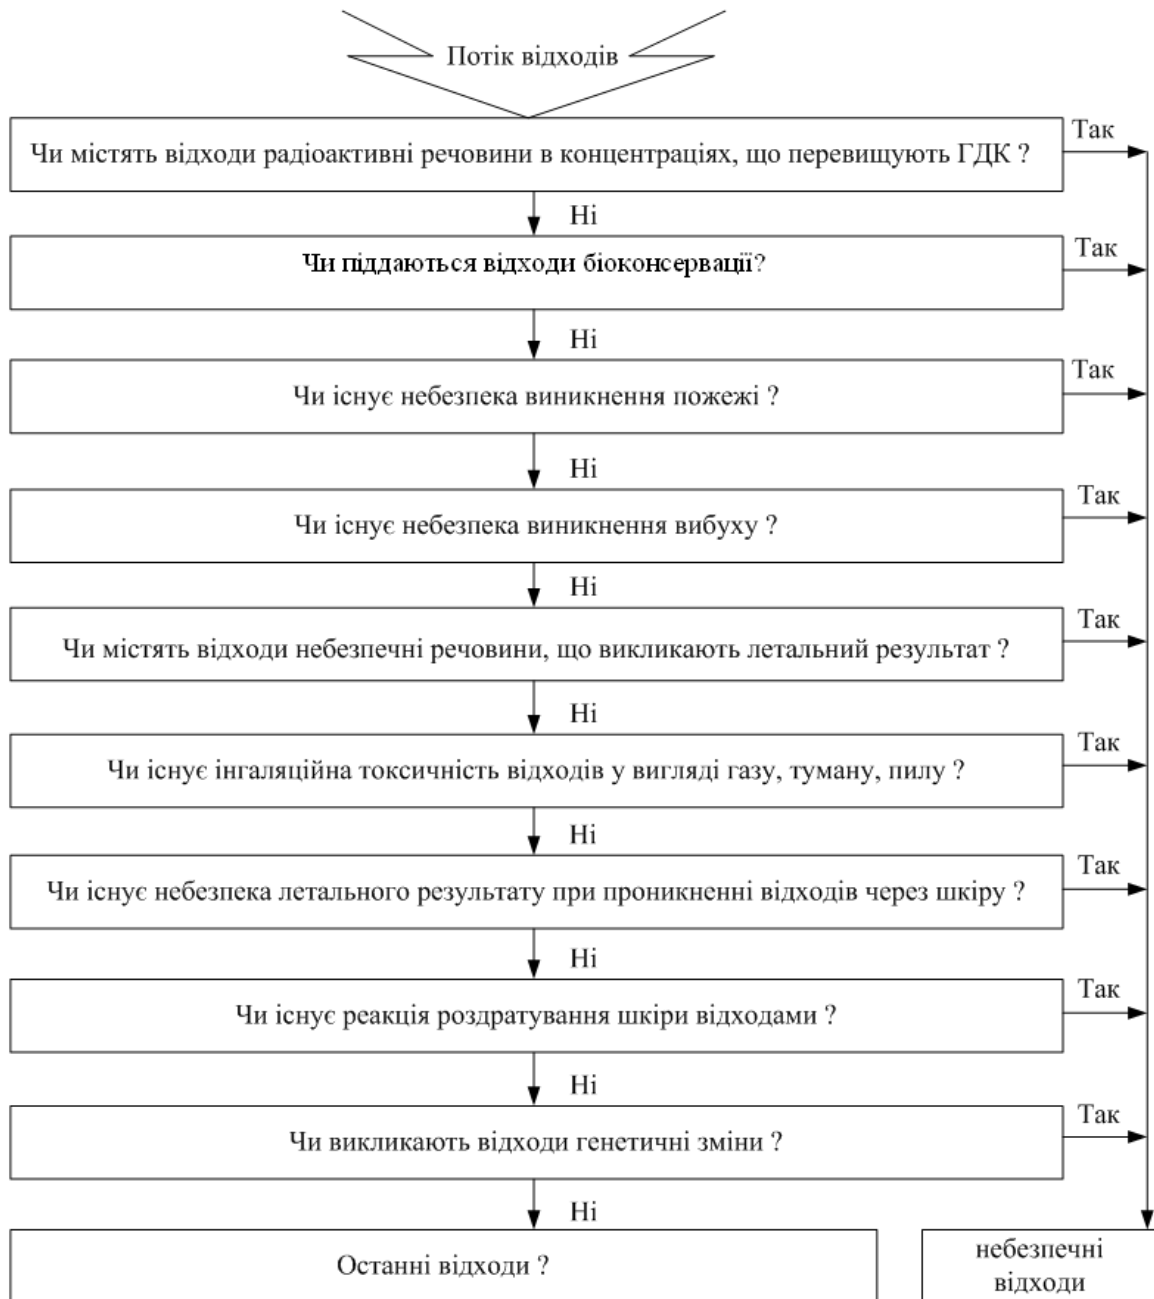 Потік відходів
Чи містять відходи радіоактивні речовини в концентраціях, що перевищують ГДК ?
Так
Ні
Чи піддаються відходи біоконсервації?
Так
Ні
Чи існує небезпека виникнення пожежі ?
Так
Ні
Чи існує небезпека виникнення вибуху ?
Так
Ні
Чи містять відходи небезпечні речовини, що викликають летальний результат ?
Так
Ні
Чи існує інгаляційна токсичність відходів у вигляді газу, туману, пилу ?
Так
Ні
Чи існує небезпека летального результату при проникненні відходів через шкіру ?
Так
Ні
Чи існує реакція роздратування шкіри відходами ?
Так
Ні
Чи викликають відходи генетичні зміни ?
Так
Ні
Останні відходи ?
небезпечні
відходи